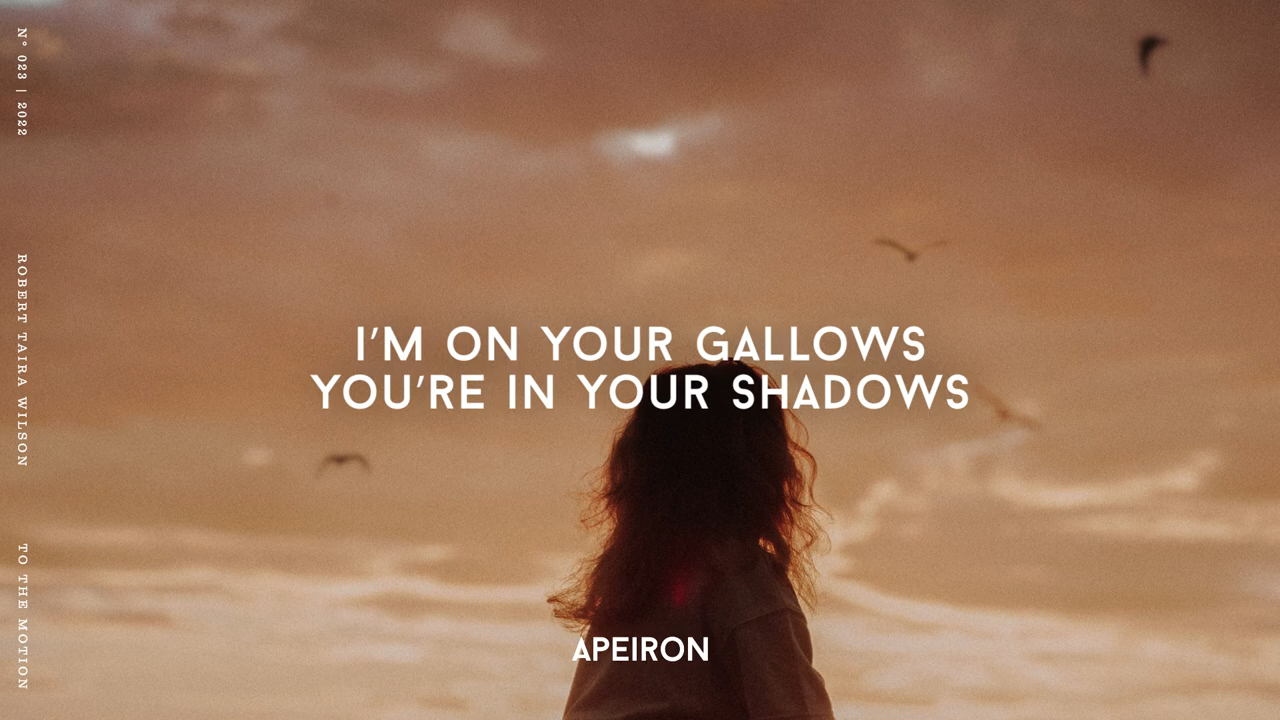 N° 023 | 2022
ROBERT TAIRA WILSON
TO THE MOTION
I'M ON YOUR GALLOWS
YOU'RE IN YOUR SHADOWS
APEIRON